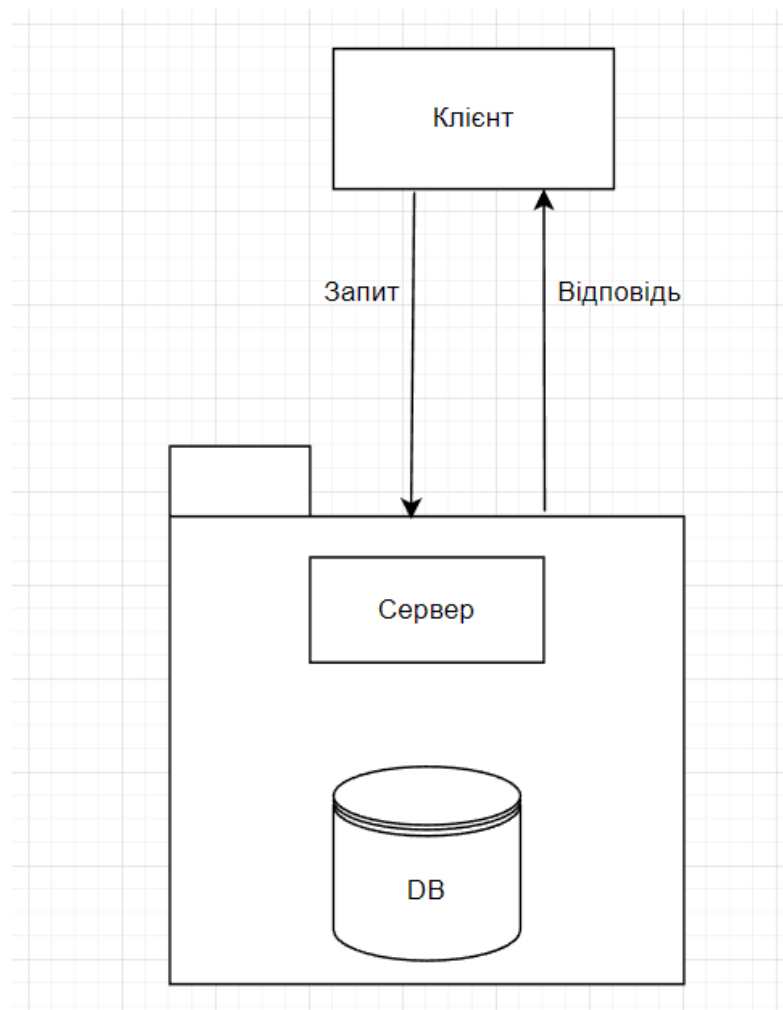 Клієнт
Запит
Відповідь
Сервер
DB